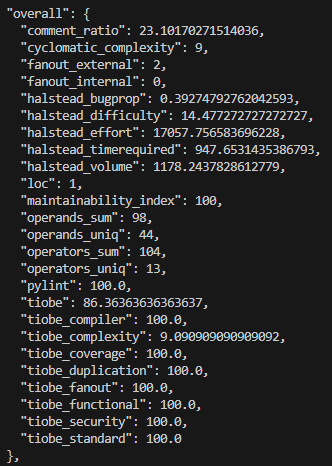 "overall": {
"comment_ratio": 23.10170271514036,
"cyclomatic_complexity": 9,
"fanout_external": 2,
"fanout_internal": 0,
"halstead_bugprop": 0.39274792762042593,
"halstead_difficulty": 14.477272727272727,
"halstead_effort": 17057.756583696228,
"halstead_timerequired": 947.6531435386793,
"halstead_volume": 1178.2437828612779,
"loc": 1,
"maintainability_index": 100,
"operands_sum": 98,
"operands_uniq": 44,
"operators_sum": 104,
"operators_uniq": 13,
"pylint": 100.0,
"tiobe": 86.36363636363637,
"tiobe_compiler": 100.0,
"tiobe_complexity": 9.090909090909092,
"tiobe_coverage": 100.0,
"tiobe_duplication": 100.0,
"tiobe_fanout": 100.0,
"tiobe_functional": 100.0,
"tiobe_security": 100.0,
"tiobe_standard": 100.0
},